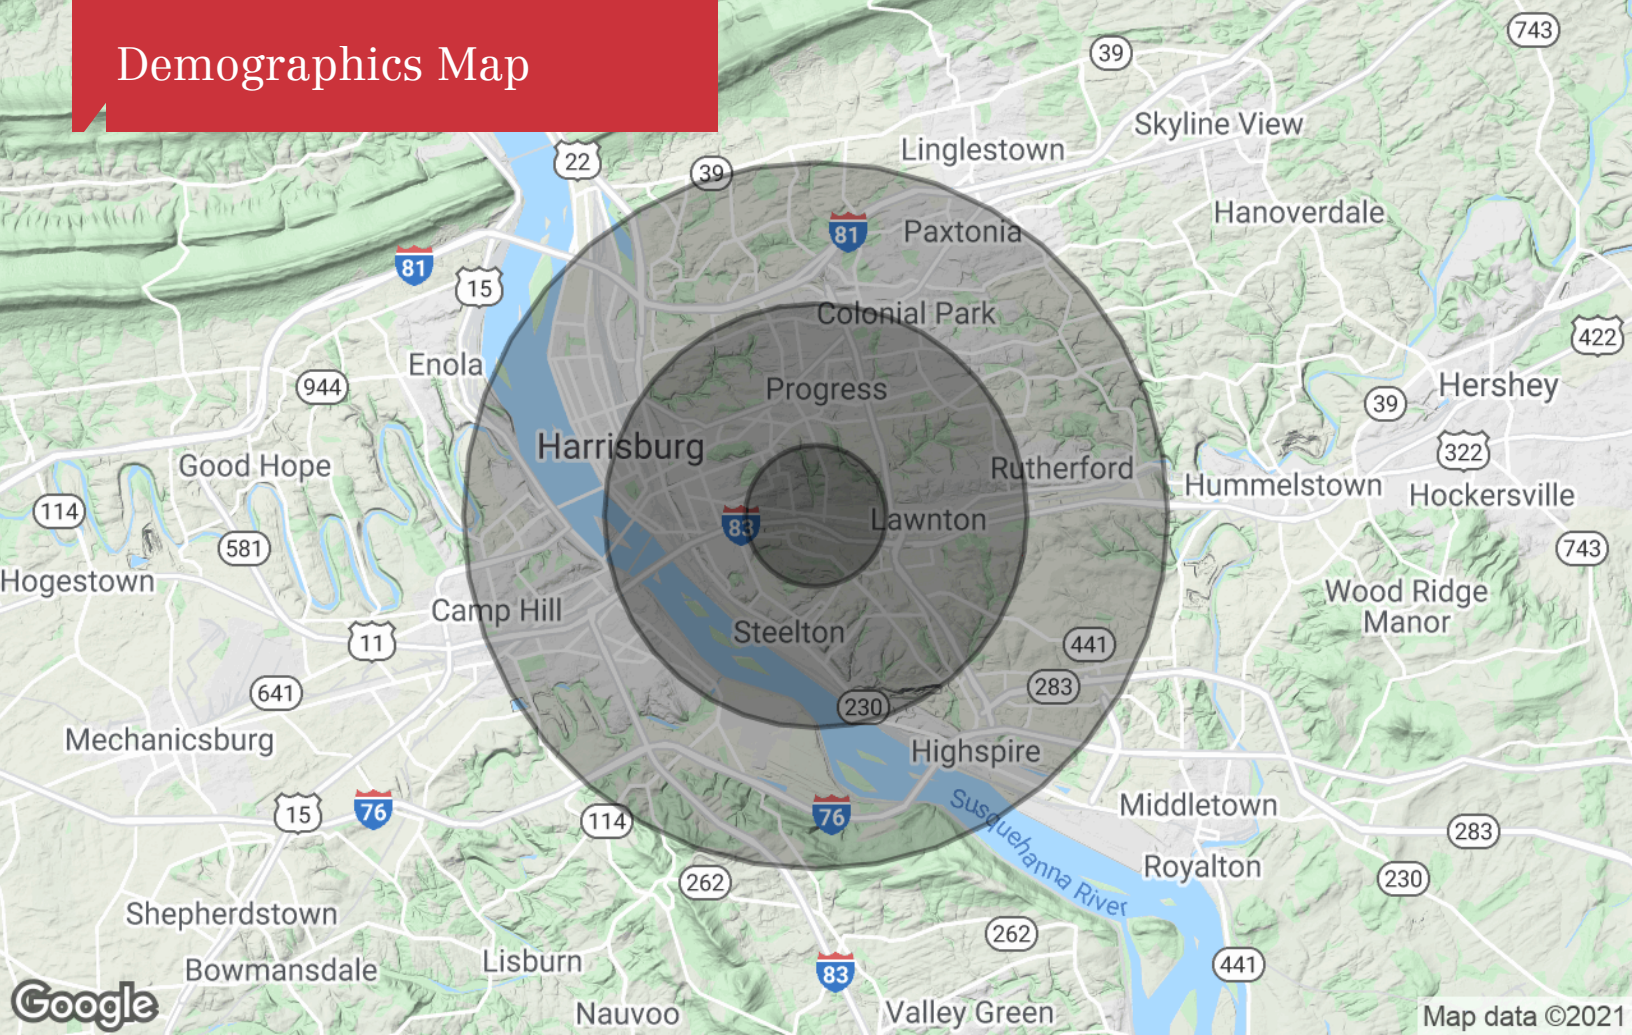 Demographics Map
743
39
Skyline View
Linglestown
22
39
Hanoverdale
81
Paxtonia
81
15
Colonial Park
422
Enola
944
Progress
Hershey
39
Harrisburg
322
Good Hope
Rutherford
Hummelstown
Hockersville
114
83
Lawnton
581
743
Hogestown
Wood Ridge
Manor
Camp Hill
11
Steelton
441
641
283
230
Mechanicsburg
Highspire
15
76
114
76
Susquehanna River
Middletown
283
262
Royalton
230
Shepherdstown
262
Lisburn
Bowmansdale
83
441
Google
Nauvoo
Valley Green
Map data ©2021